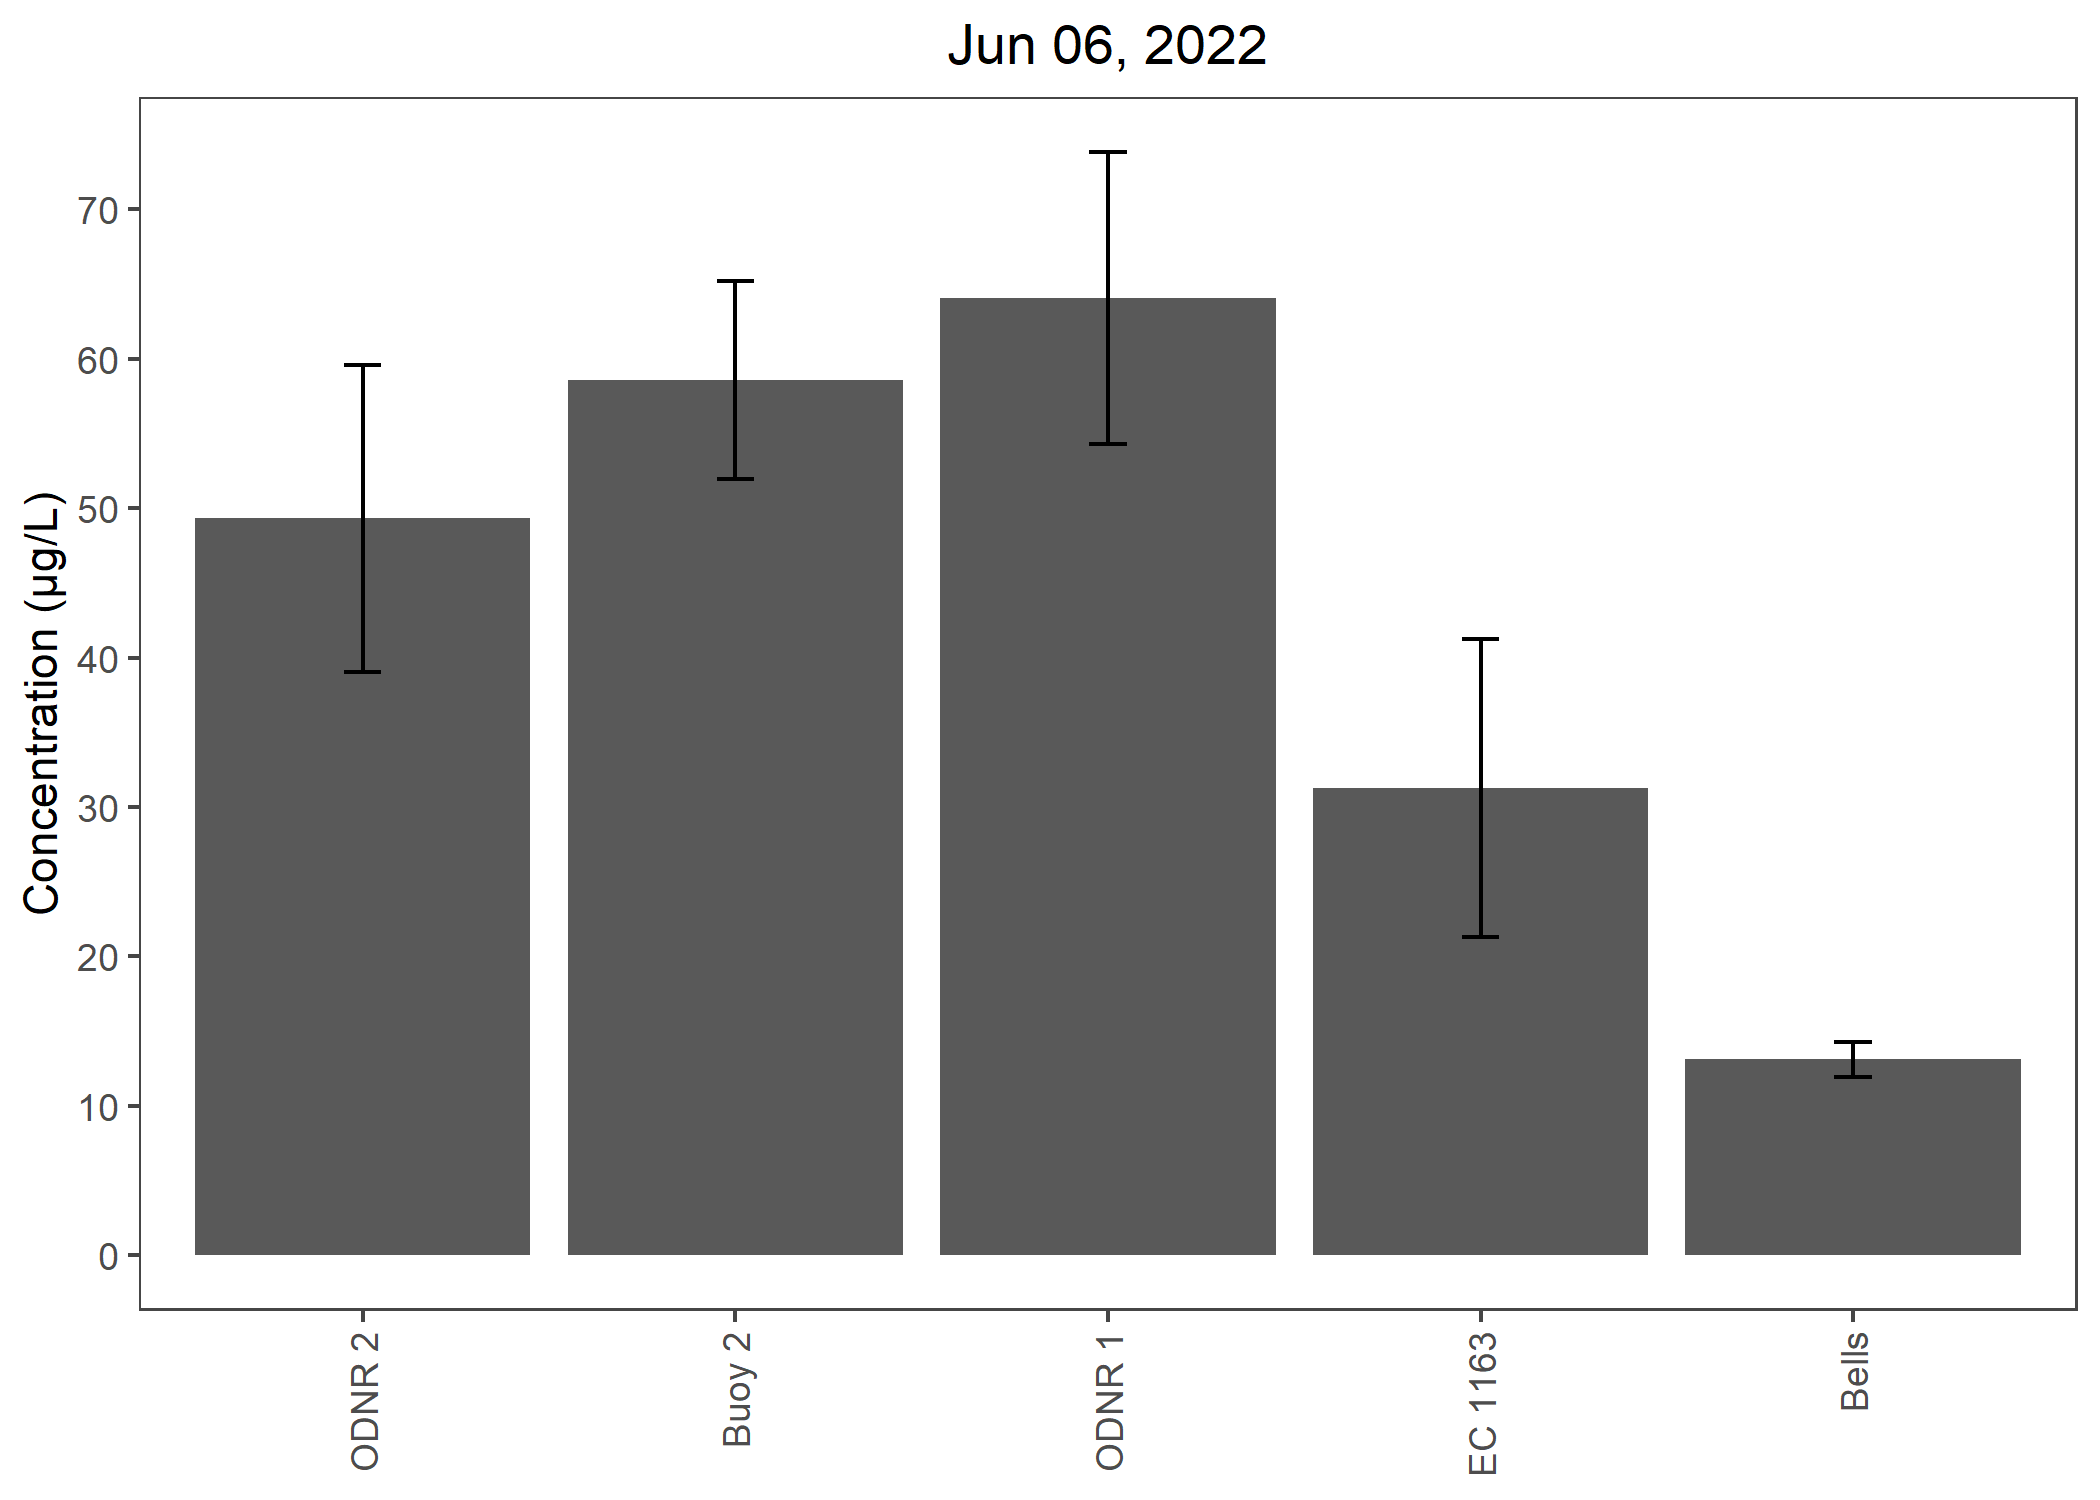 Jun 06, 2022
Concentration (µg/L)
70
60
50
40
30
20
10
0
ODNR 2
Buoy 2
ODNR 1
EC 1163
Bells